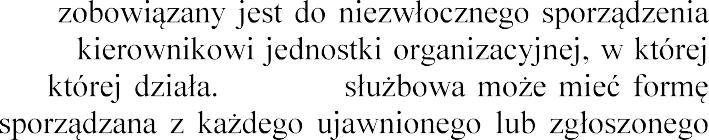 zobowiązany jest do niezwłocznego sporządzenia
kierownikowi jednostki organizacyjnej, w której
której działa. służbowa może mieć formę
sporządzana z każdego ujawnionego lub zgłoszonego